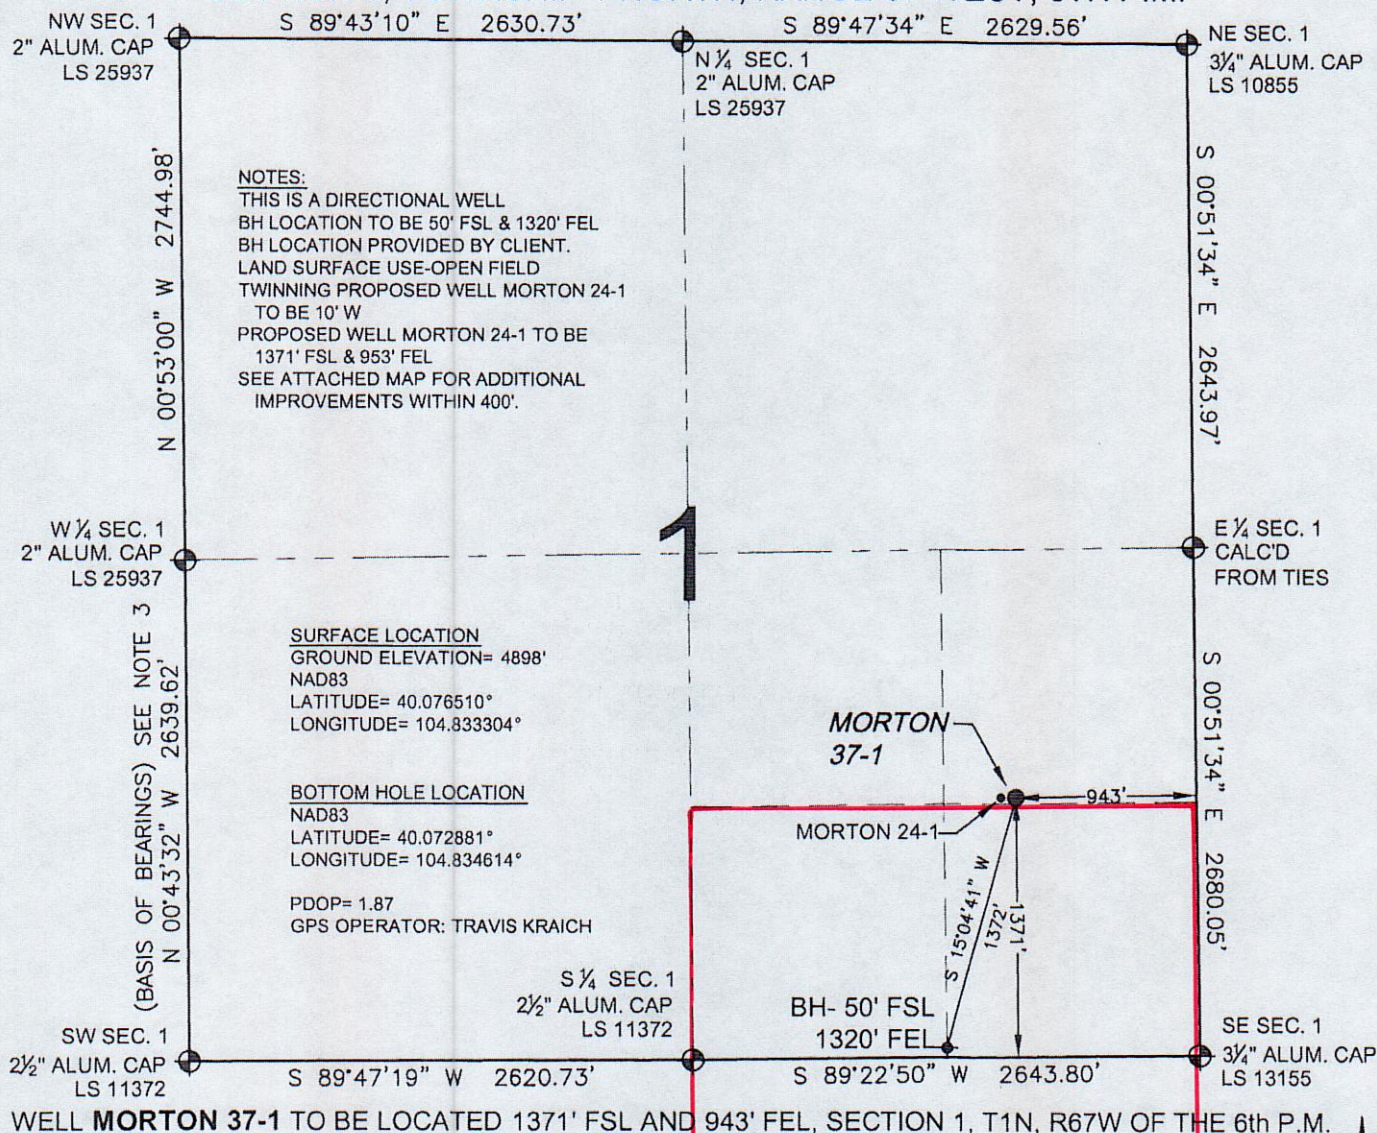 NW SEC. 1
2" ALUM. CAP
LS 25937
S 89°43'10" E 2630.73'
S 89°47'34" E 2629.56'
N ¼ SEC. 1
2" ALUM. CAP
LS 25937
NE SEC. 1
3¼" ALUM. CAP
LS 10855
N 00°53'00" W 2744.98'
NOTES:
THIS IS A DIRECTIONAL WELL
BH LOCATION TO BE 50' FSL & 1320' FEL
BH LOCATION PROVIDED BY CLIENT.
LAND SURFACE USE-OPEN FIELD
TWINNING PROPOSED WELL MORTON 24-1
TO BE 10' W
PROPOSED WELL MORTON 24-1 TO BE
1371' FSL & 953' FEL
SEE ATTACHED MAP FOR ADDITIONAL
IMPROVEMENTS WITHIN 400'.
S 00°51'34" E 2643.97'
W ¼ SEC. 1
2" ALUM. CAP
LS 25937
1
E ¼ SEC. 1
CALC'D
FROM TIES
(BASIS OF BEARINGS) SEE NOTE 3
N 00°43'32" W 2639.62'
SURFACE LOCATION
GROUND ELEVATION= 4898'
NAD83
LATITUDE= 40.076510°
LONGITUDE= 104.833304°
BOTTOM HOLE LOCATION
NAD83
LATITUDE= 40.072881°
LONGITUDE= 104.834614°
PDOP= 1.87
GPS OPERATOR: TRAVIS KRAICH
MORTON
37-1
943'
MORTON 24-1
S 15°04'41" W
1372'
1371'
S 00°51'34" E 2680.05'
S ¼ SEC. 1
2½" ALUM. CAP
LS 11372
BH- 50' FSL
1320' FEL
SW SEC. 1
2½" ALUM. CAP
LS 11372
S 89°47'19" W 2620.73'
S 89°22'50" W 2643.80'
SE SEC. 1
3¼" ALUM. CAP
LS 13155
WELL MORTON 37-1 TO BE LOCATED 1371' FSL AND 943' FEL, SECTION 1, T1N, R67W OF THE 6th P.M.